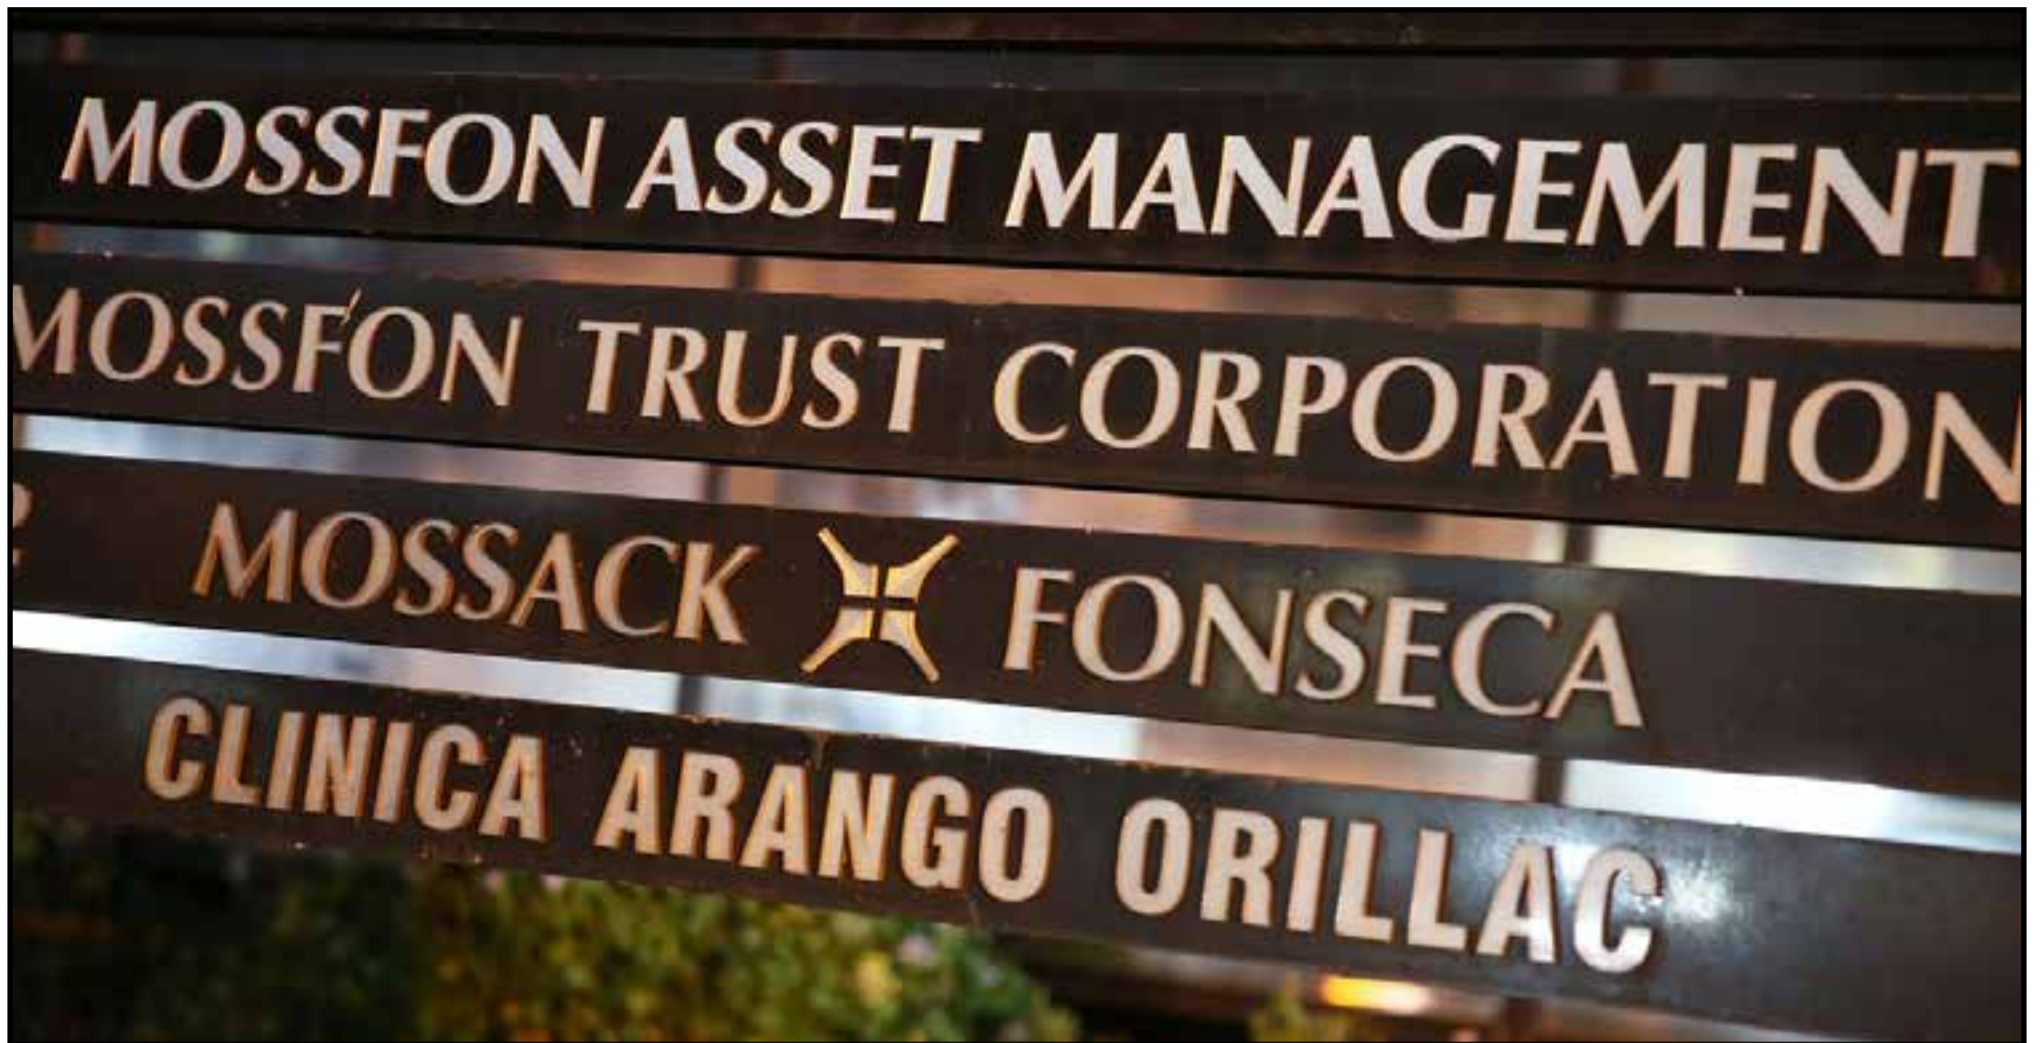 MOSSFON ASSET MANAGEMENT
MOSSFON TRUST CORPORATION
MOSSACK FONSECA
CLINICA ARANGO ORILLAC